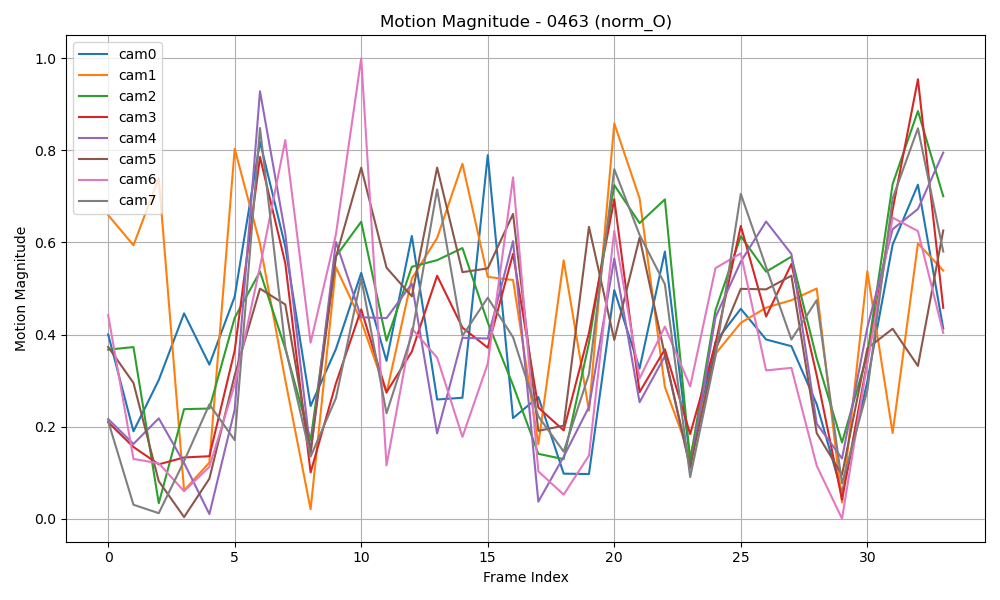 Motion Magnitude - 0463 (norm_O)
cam0
cam1
cam2
cam3
cam4
cam5
cam6
cam7
Motion Magnitude
1.0
0.8
0.6
0.4
0.2
0.0
0 5 10 15 20 25 30
Frame Index